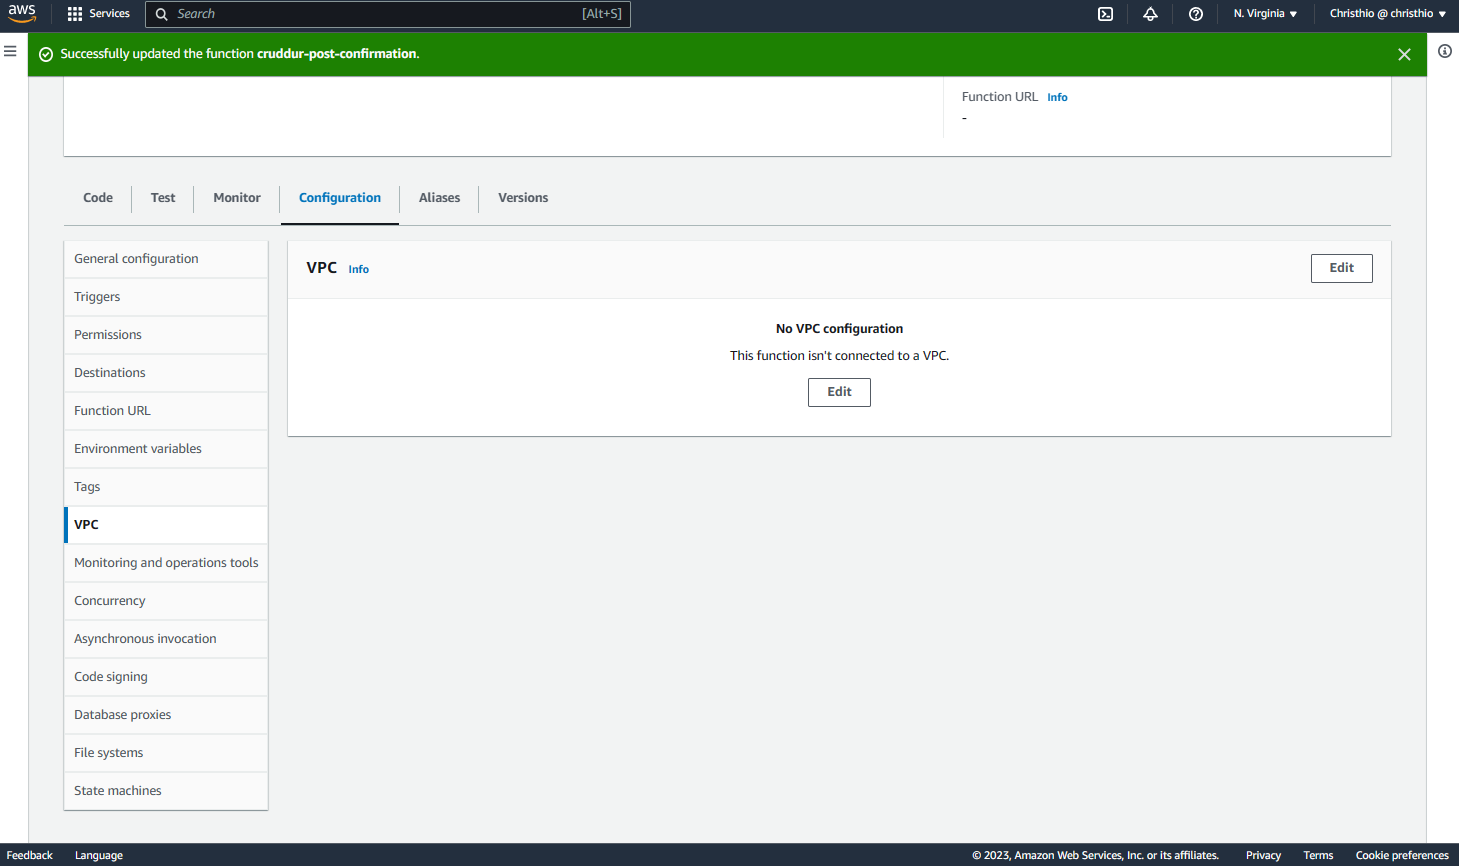 aws
Services
Search [Alt+S]
N. Virginia
Christhio @ christhio
Successfully updated the function cruddur-post-confirmation.
Function URL Info
-
Code
Test
Monitor
Configuration
Aliases
Versions
General configuration
Triggers
Permissions
Destinations
Function URL
Environment variables
Tags
VPC
Monitoring and operations tools
Concurrency
Asynchronous invocation
Code signing
Database proxies
File systems
State machines
VPC Info
Edit
No VPC configuration
This function isn't connected to a VPC.
Edit
Feedback
Language
© 2023, Amazon Web Services, Inc. or its affiliates.
Privacy
Terms
Cookie preferences